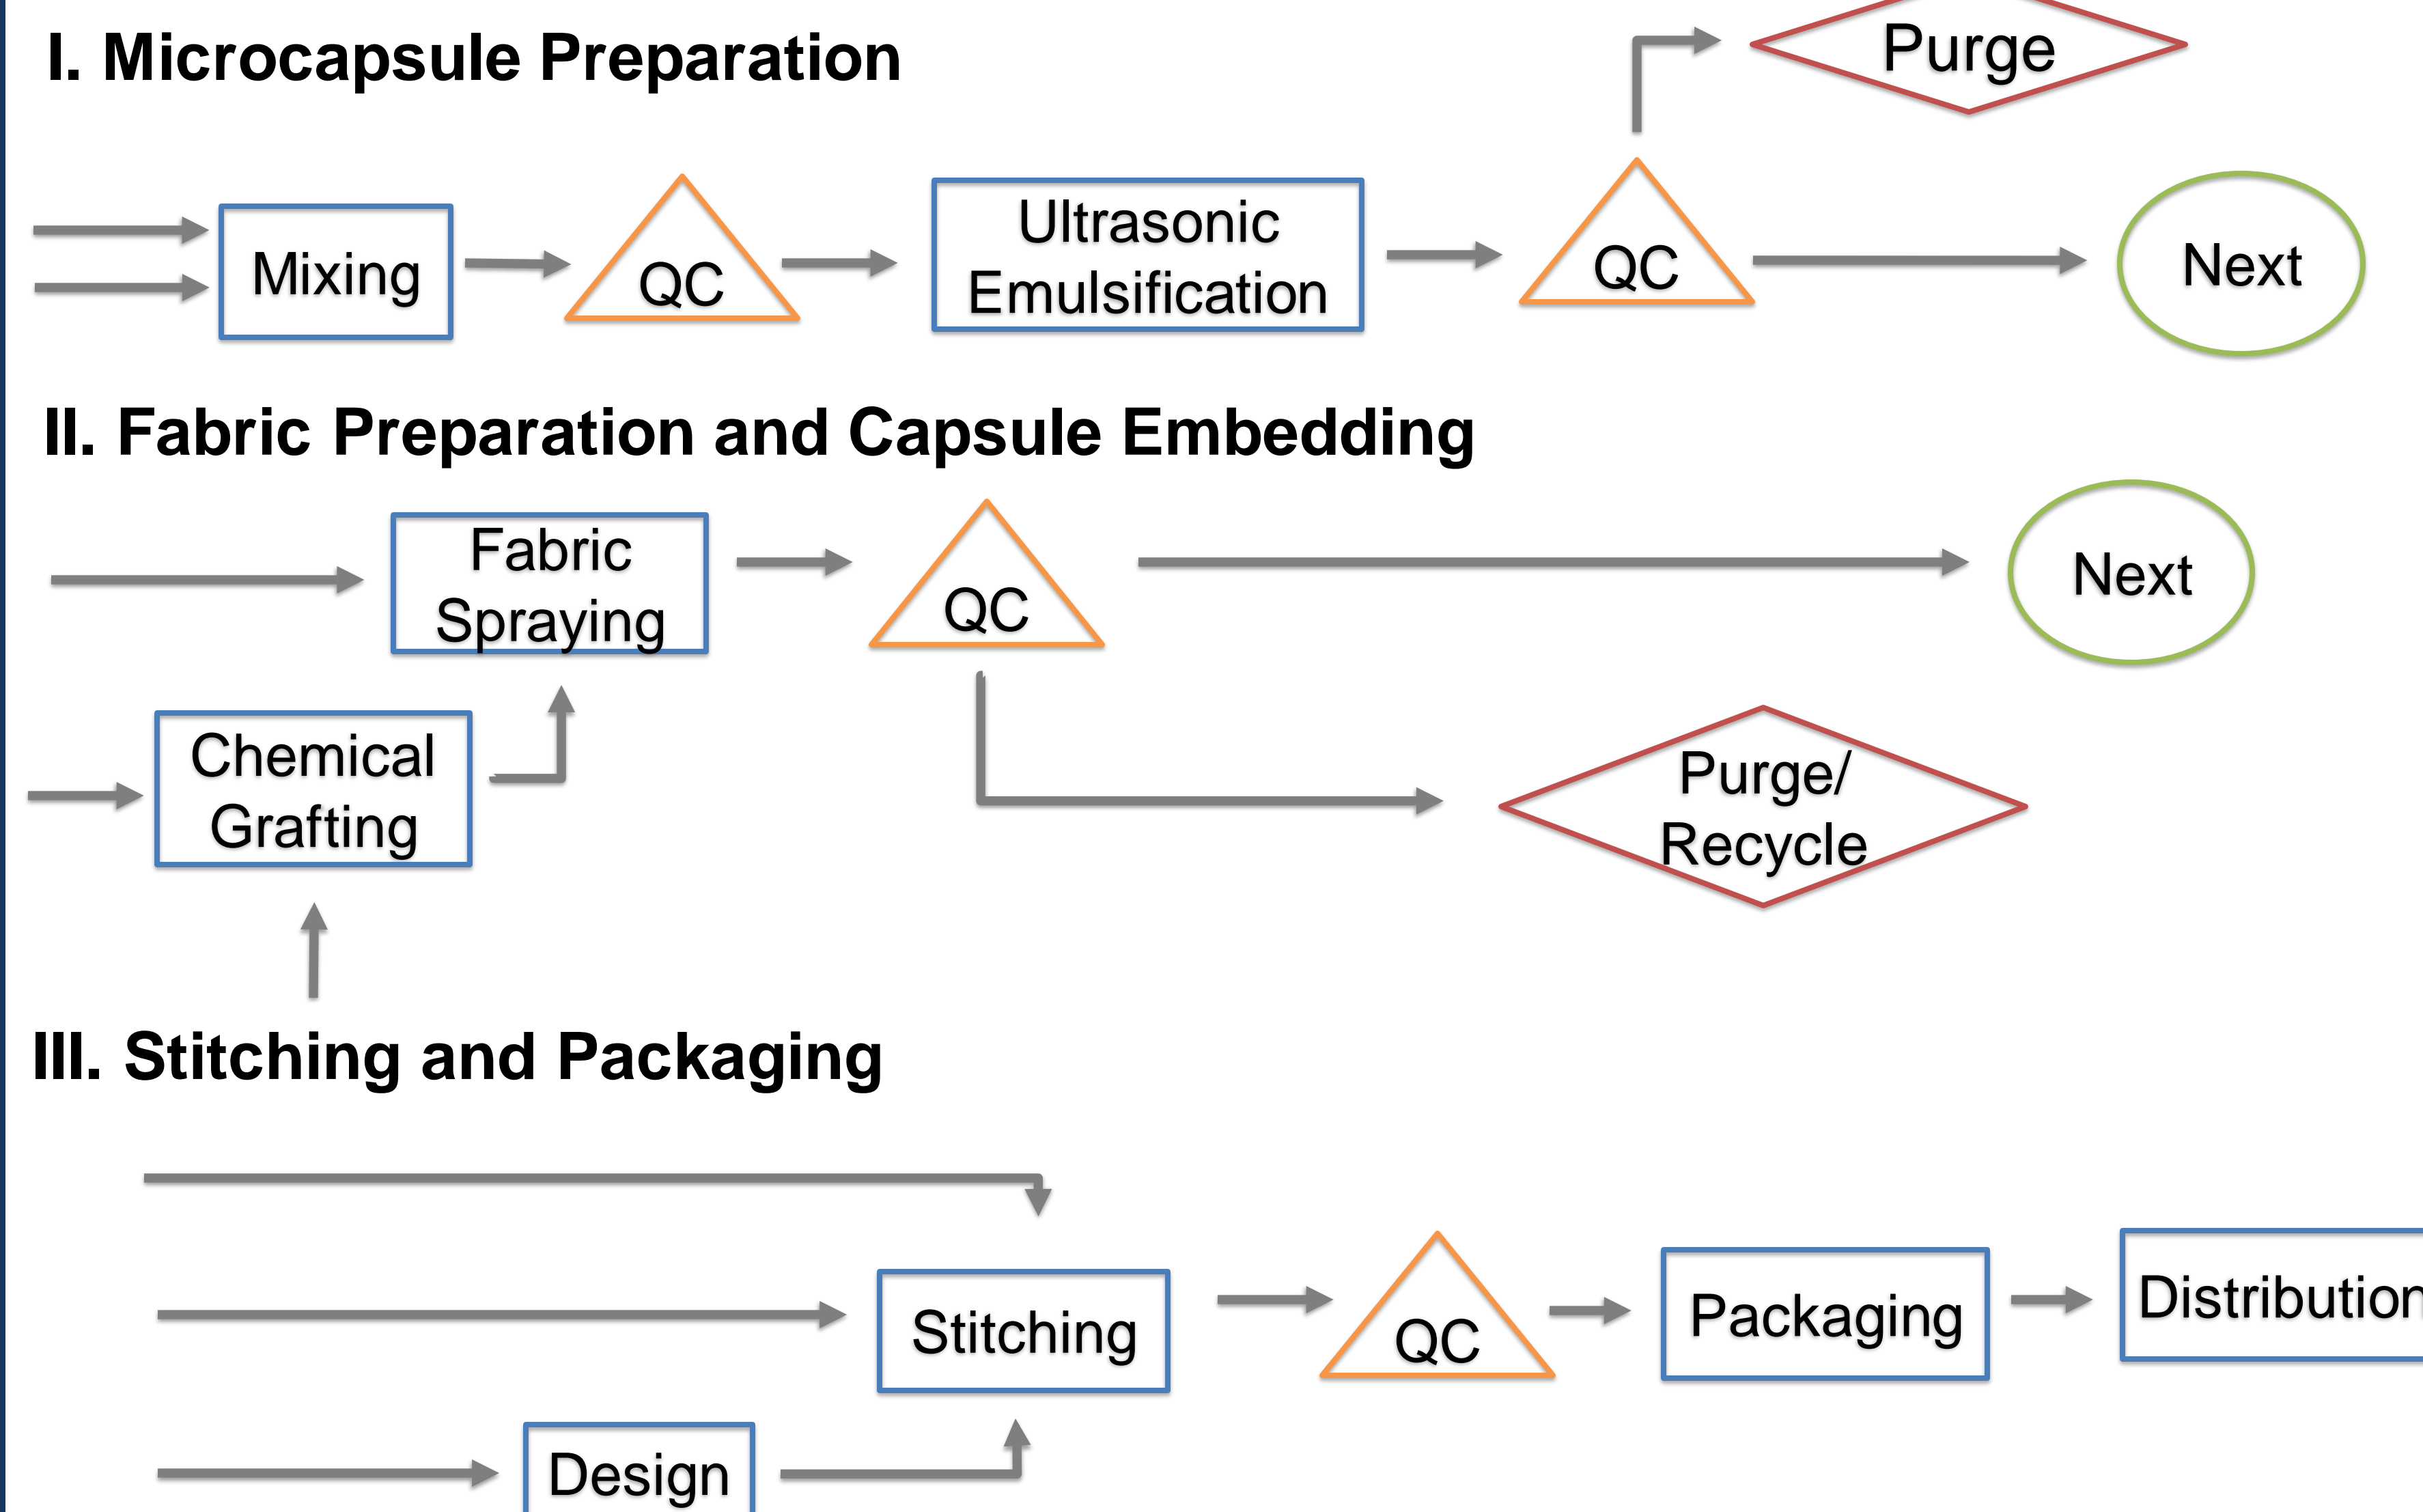 I. Microcapsule Preparation
Purge
Mixing
QC
Ultrasonic
Emulsification
QC
Next
II. Fabric Preparation and Capsule Embedding
Fabric
Spraying
QC
Next
Chemical
Grafting
Purge/
Recycle
III. Stitching and Packaging
Stitching
QC
Packaging
Distribution
Design